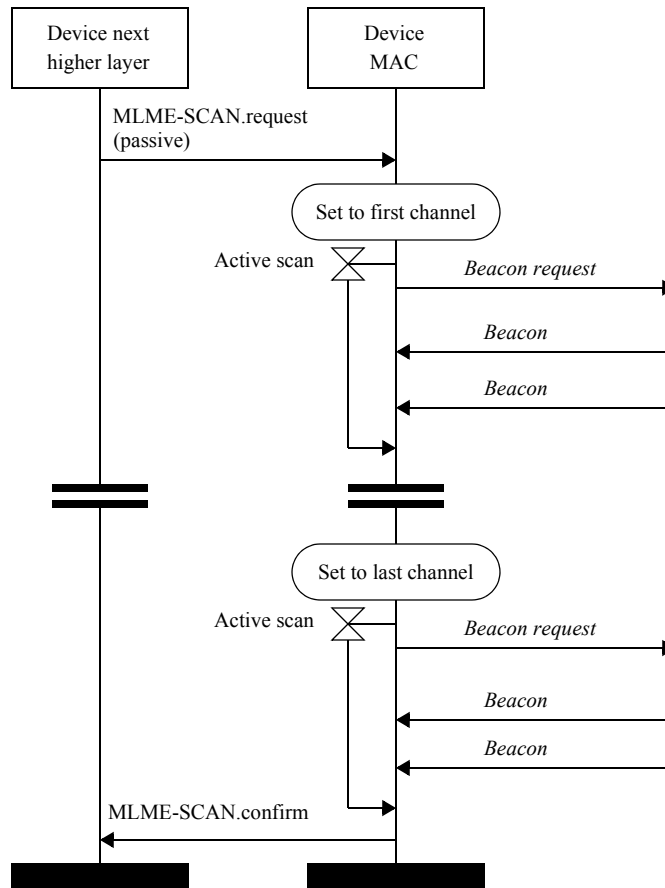 Device next
higher layer
Device
MAC
MLME-SCAN.request
(passive)
Set to first channel
Active scan
Beacon request
Beacon
Beacon
Set to last channel
Active scan
Beacon request
Beacon
Beacon
MLME-SCAN.confirm